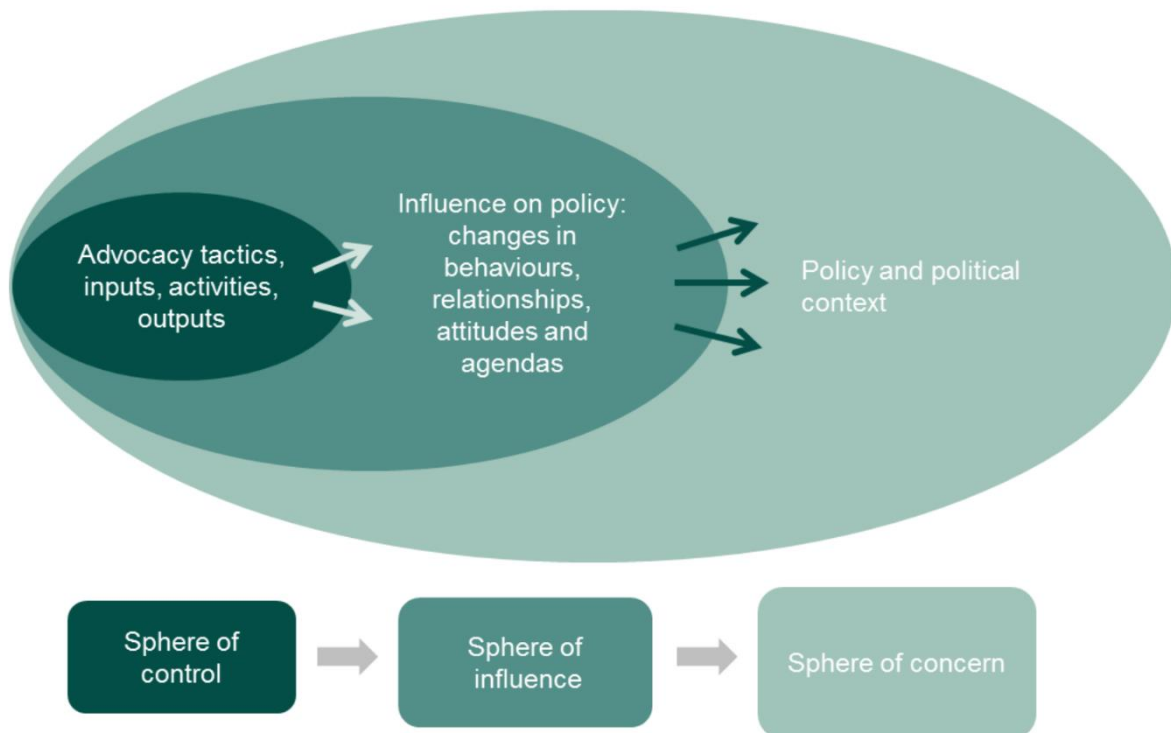 Advocacy tactics,
inputs, activities,
outputs
Influence on policy:
changes in
behaviours,
relationships,
attitudes and
agendas
Policy and political
context
Sphere of
control
Sphere of
influence
Sphere of concern